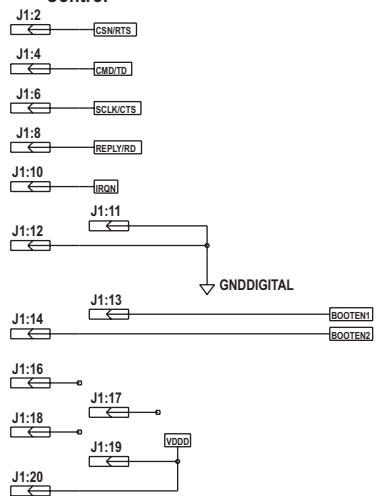 J1:2
CSN/RTS
J1:4
CMD/TD
J1:6
SCLK/CTS
J1:8
REPLY/RD
J1:10
IRQN
J1:11
J1:12
GNDDIGITAL
J1:13
BOOTEN1
J1:14
BOOTEN2
J1:16
J1:17
J1:18
VDDD
J1:19
J1:20